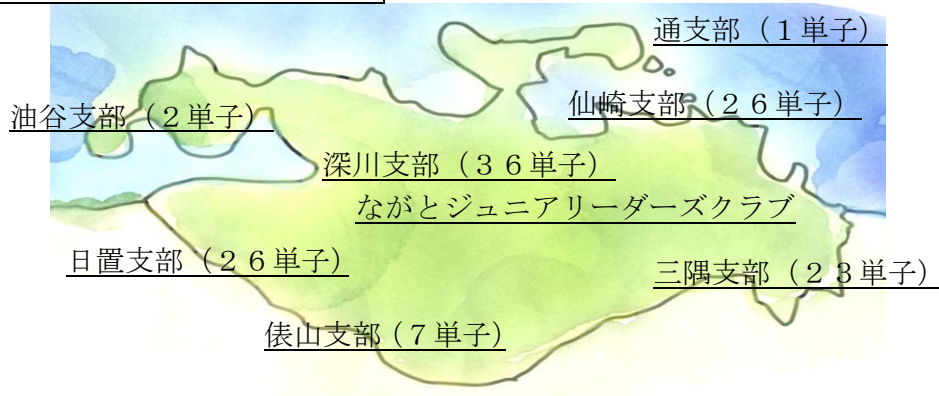 通支部（１単子）
仙崎支部（２６単子）
油谷支部（２単子）
深川支部（３６単子）
ながとジュニアリーダーズクラブ
日置支部（２６単子）
三隅支部（２３単子）
俵山支部（７単子）